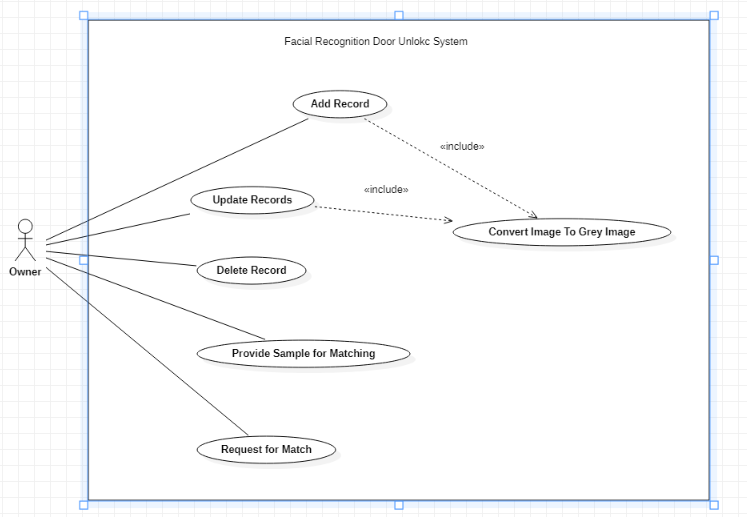 Facial Recognition Door Unlokc System
Add Record
«include»
«include»
Update Records
Convert Image To Grey Image
Owner
Delete Record
Provide Sample for Matching
Request for Match